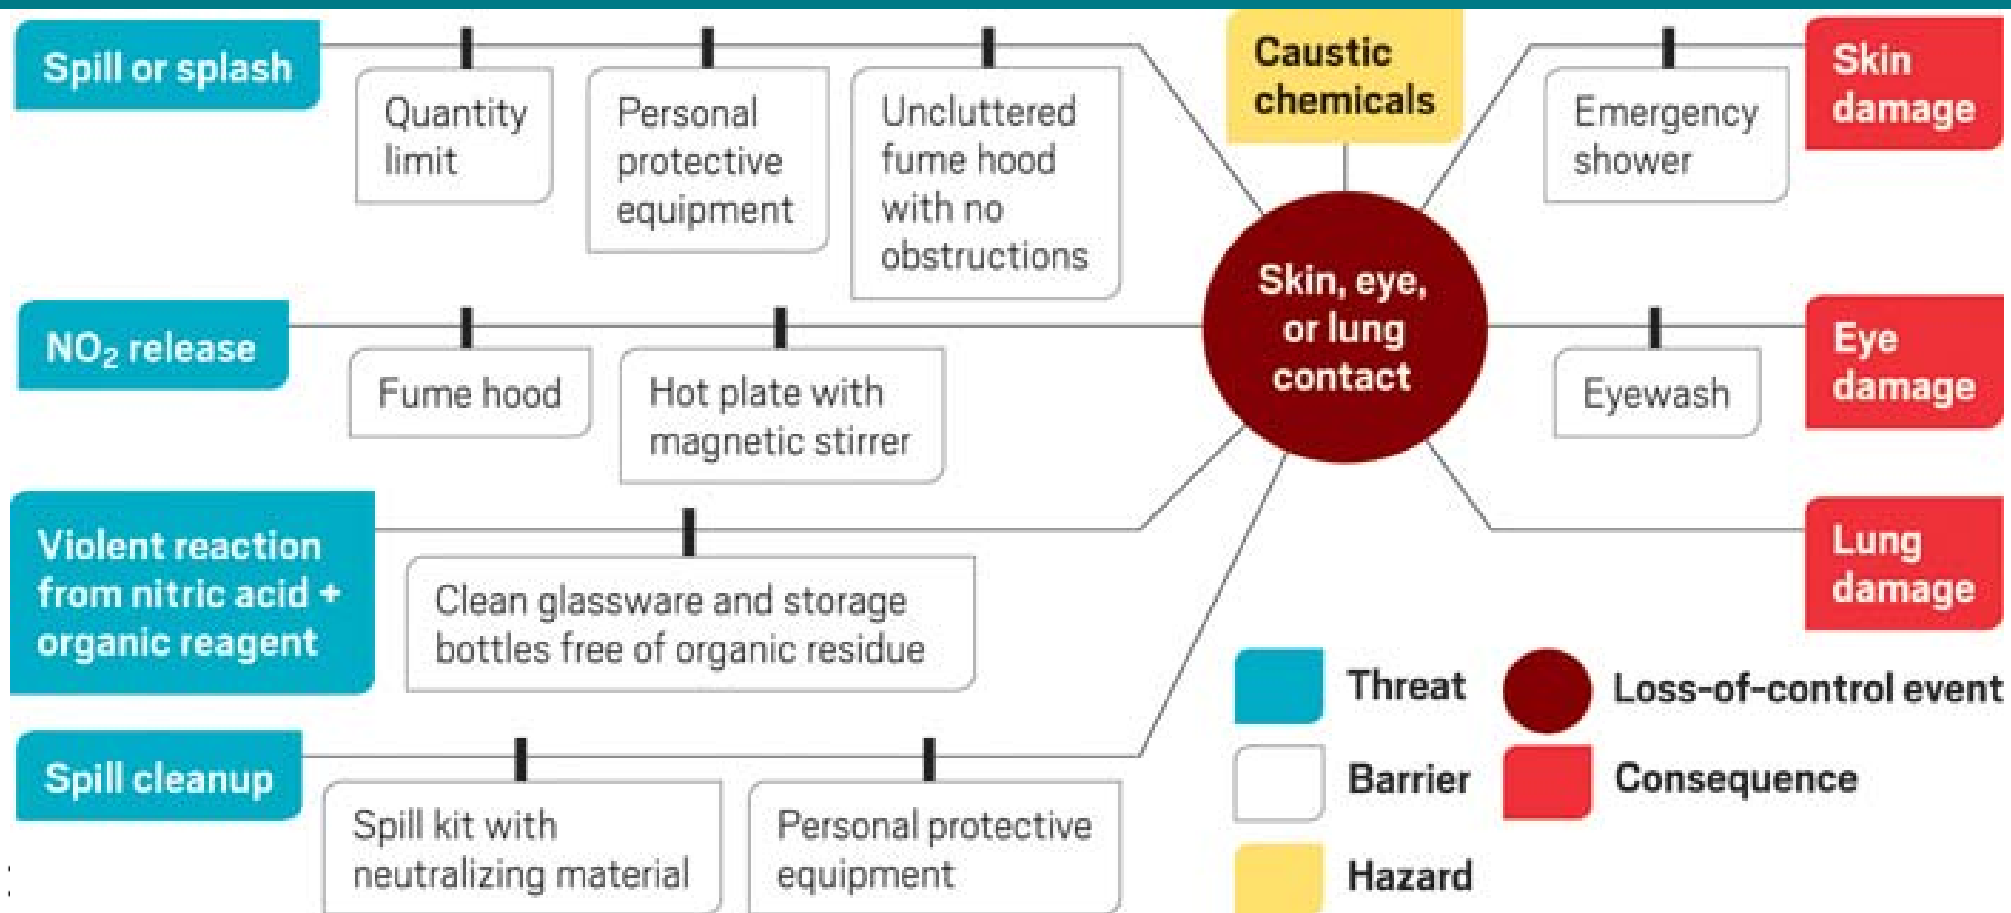 Spill or splash
Quantity
limit
Personal
protective
equipment
Uncluttered
fume hood
with no
obstructions
Caustic
chemicals
Emergency
shower
Skin
damage
NO₂ release
Fume hood
Hot plate with
magnetic stirrer
Skin, eye,
or lung
contact
Eyewash
Eye
damage
Violent reaction
from nitric acid +
organic reagent
Clean glassware and storage
bottles free of organic residue
Lung
damage
Spill cleanup
Spill kit with
neutralizing material
Personal protective
equipment
Threat
Loss-of-control event
Barrier
Consequence
Hazard